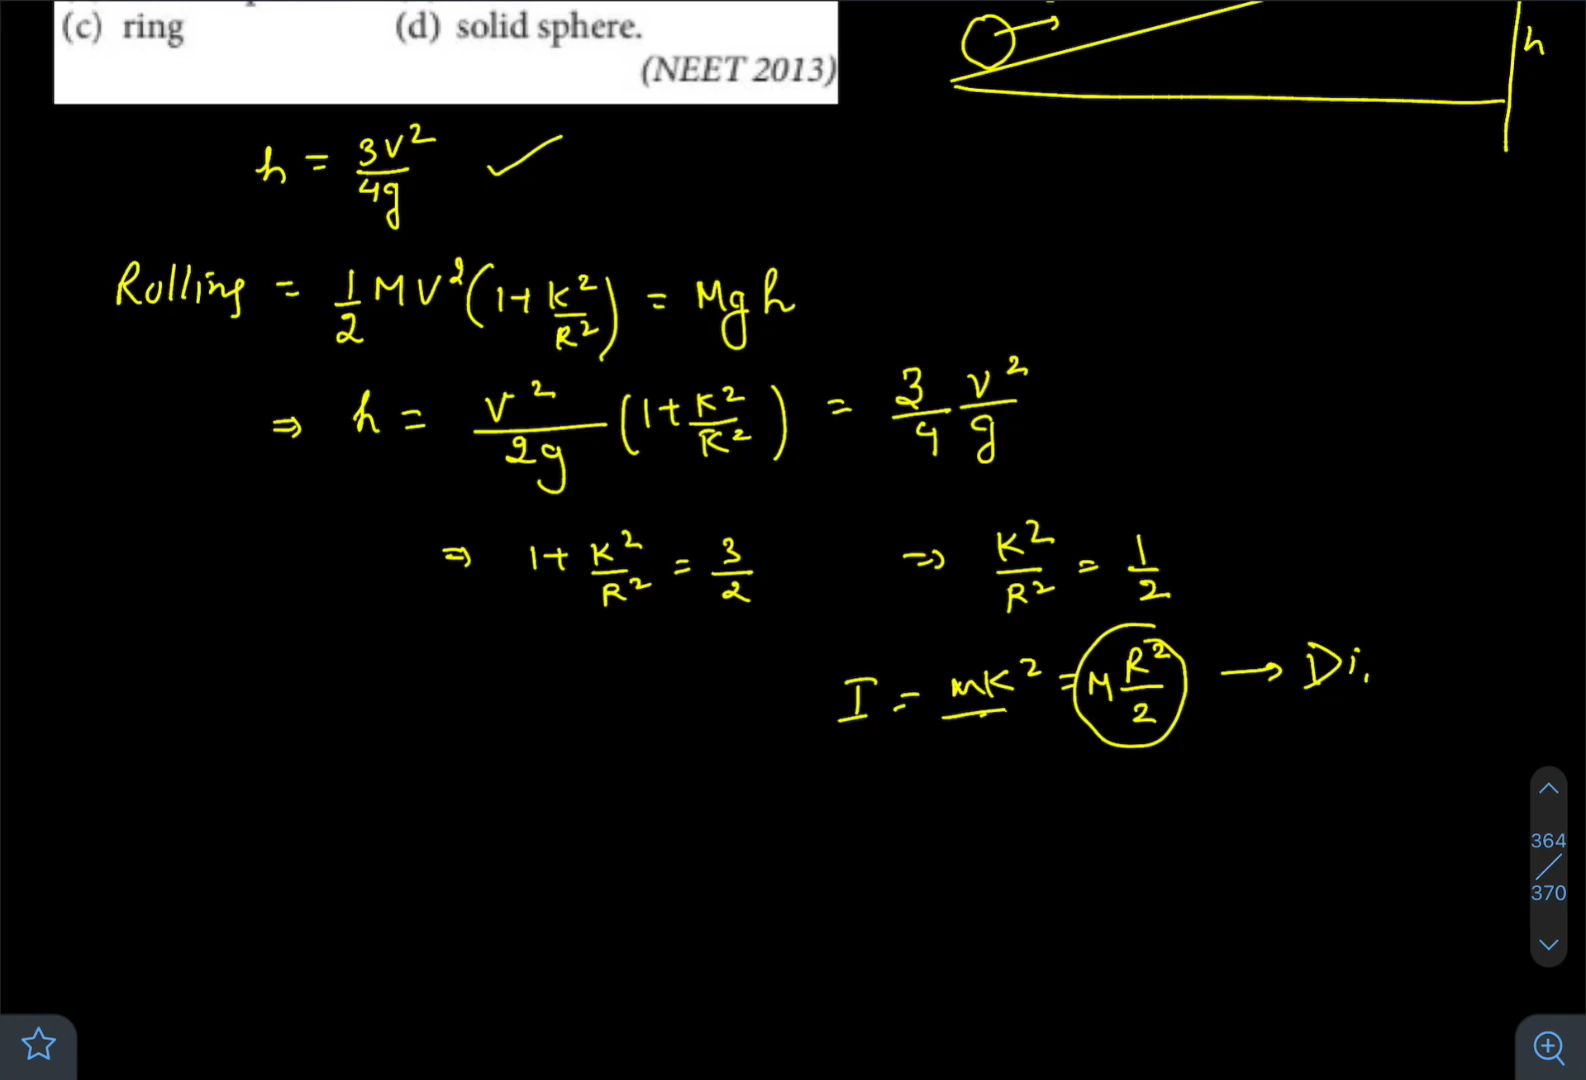 (c) ring (d) solid sphere.
(NEET 2013)
h
h = 3v²/4g ✓
Rolling = 1/2 MV²(1+K²/R²) = Mgh
⇒ h = v²/2g (1+K²/R²) = 3/4 v²/g
⇒ 1+K²/R² = 3/2 ⇒ K²/R² = 1/2
I = mK² = M R²/2 → Di.
364
/
370